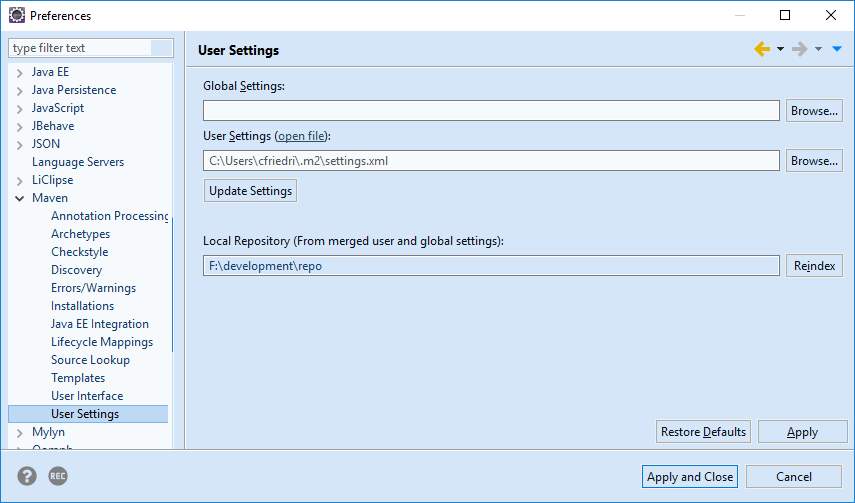 Preferences
type filter text
Java EE
Java Persistence
JavaScript
JBehave
JSON
Language Servers
LiClipse
Maven
Annotation Processing
Archetypes
Checkstyle
Discovery
Errors/Warnings
Installations
Java EE Integration
Lifecycle Mappings
Source Lookup
Templates
User Interface
User Settings
Mylyn
Oomph
User Settings
Global Settings:
Browse...
User Settings (open file):
C:\Users\cfriedri\.m2\settings.xml
Browse...
Update Settings
Local Repository (From merged user and global settings):
F:\development\repo
Reindex
Restore Defaults
Apply
?
REC
Apply and Close
Cancel